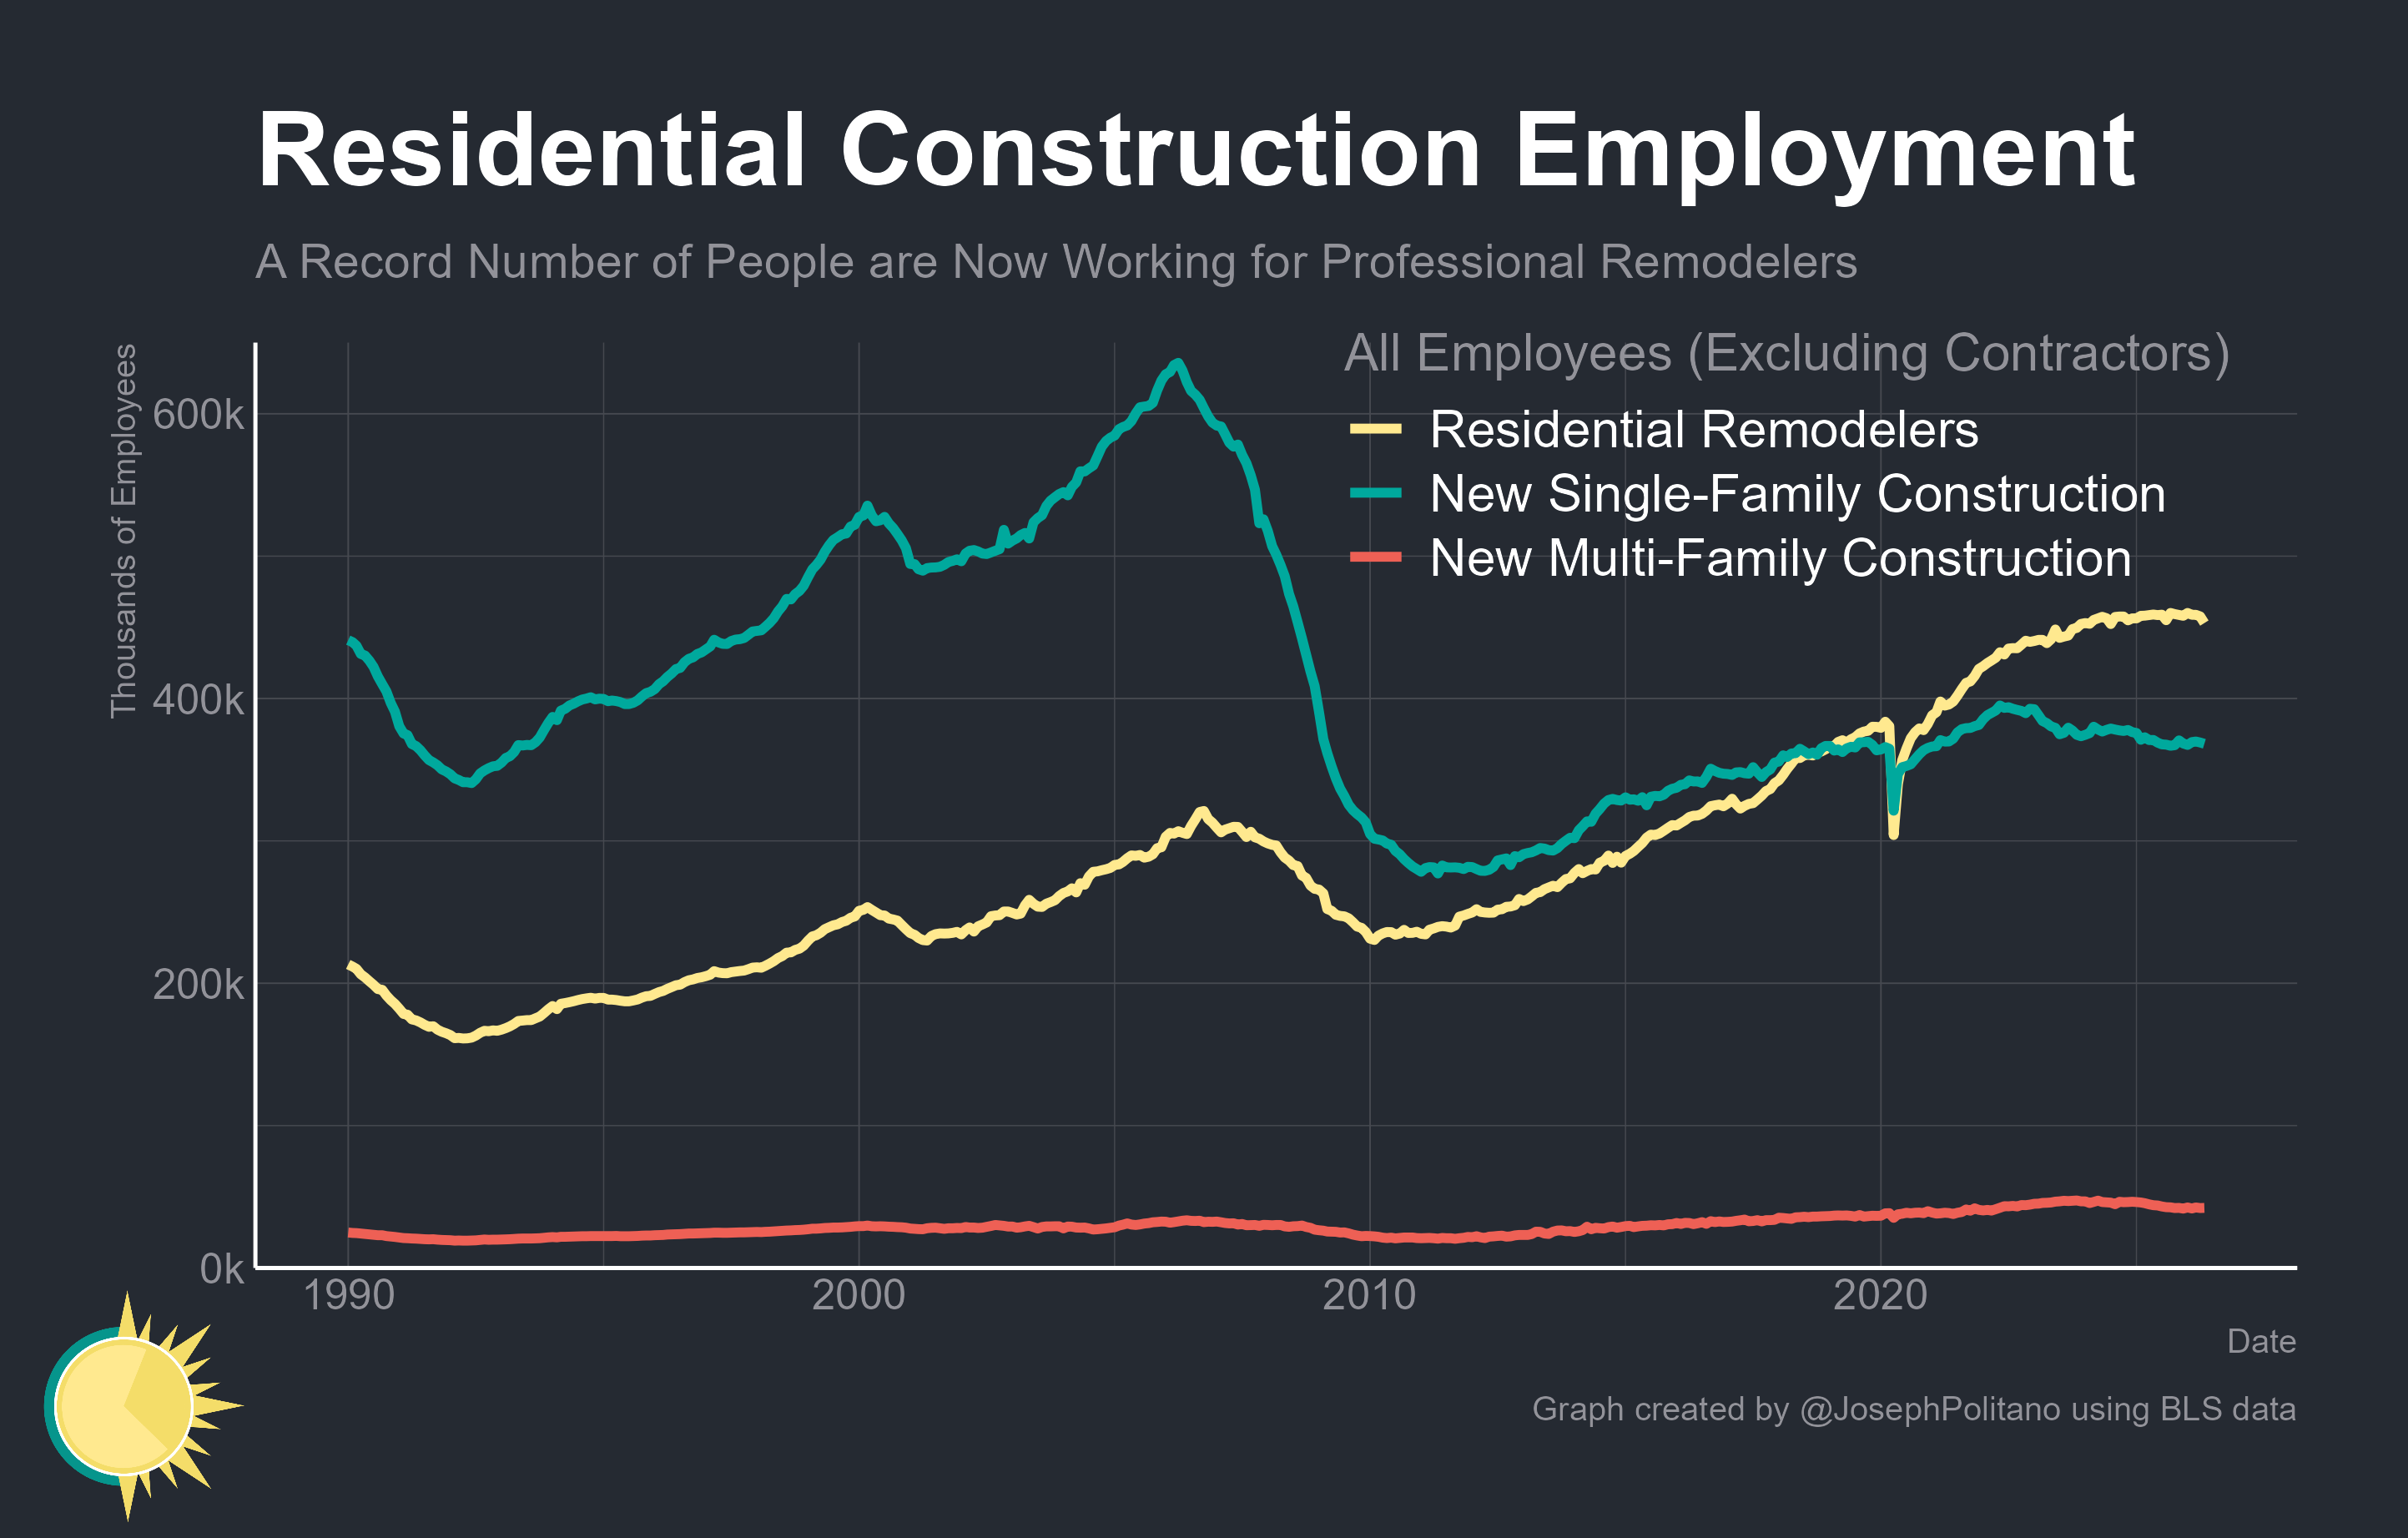 Residential Construction Employment
A Record Number of People are Now Working for Professional Remodelers
Thousands of Employees
All Employees (Excluding Contractors)
Residential Remodelers
New Single-Family Construction
New Multi-Family Construction
600k
400k
200k
0k
1990 2000 2010 2020
Date
Graph created by @JosephPolitano using BLS data